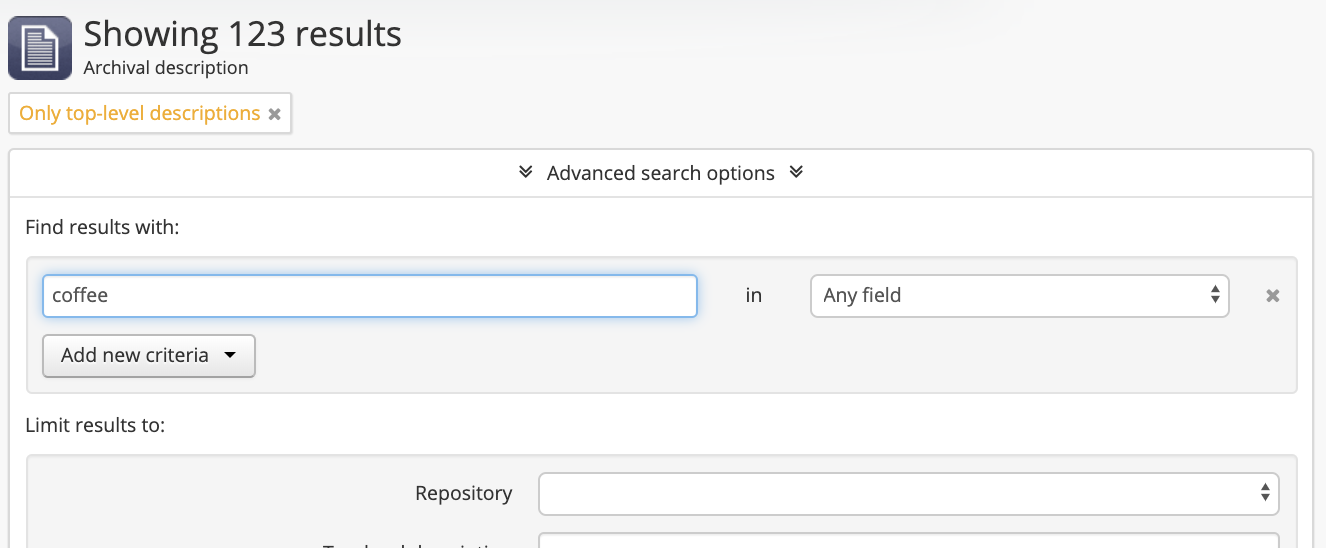 Showing 123 results
Archival description
Only top-level descriptions
Advanced search options
Find results with:
coffee in Any field
Add new criteria
Limit results to:
Repository